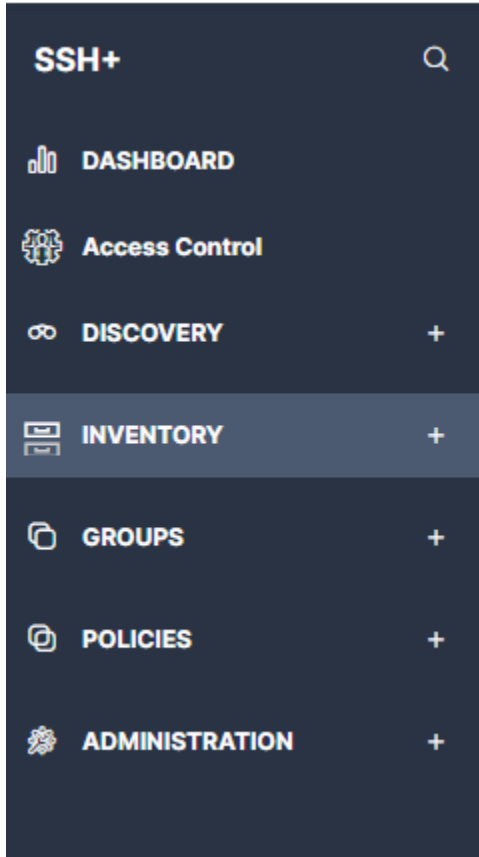 SSH+
DASHBOARD
Access Control
DISCOVERY +
INVENTORY +
GROUPS +
POLICIES +
ADMINISTRATION +